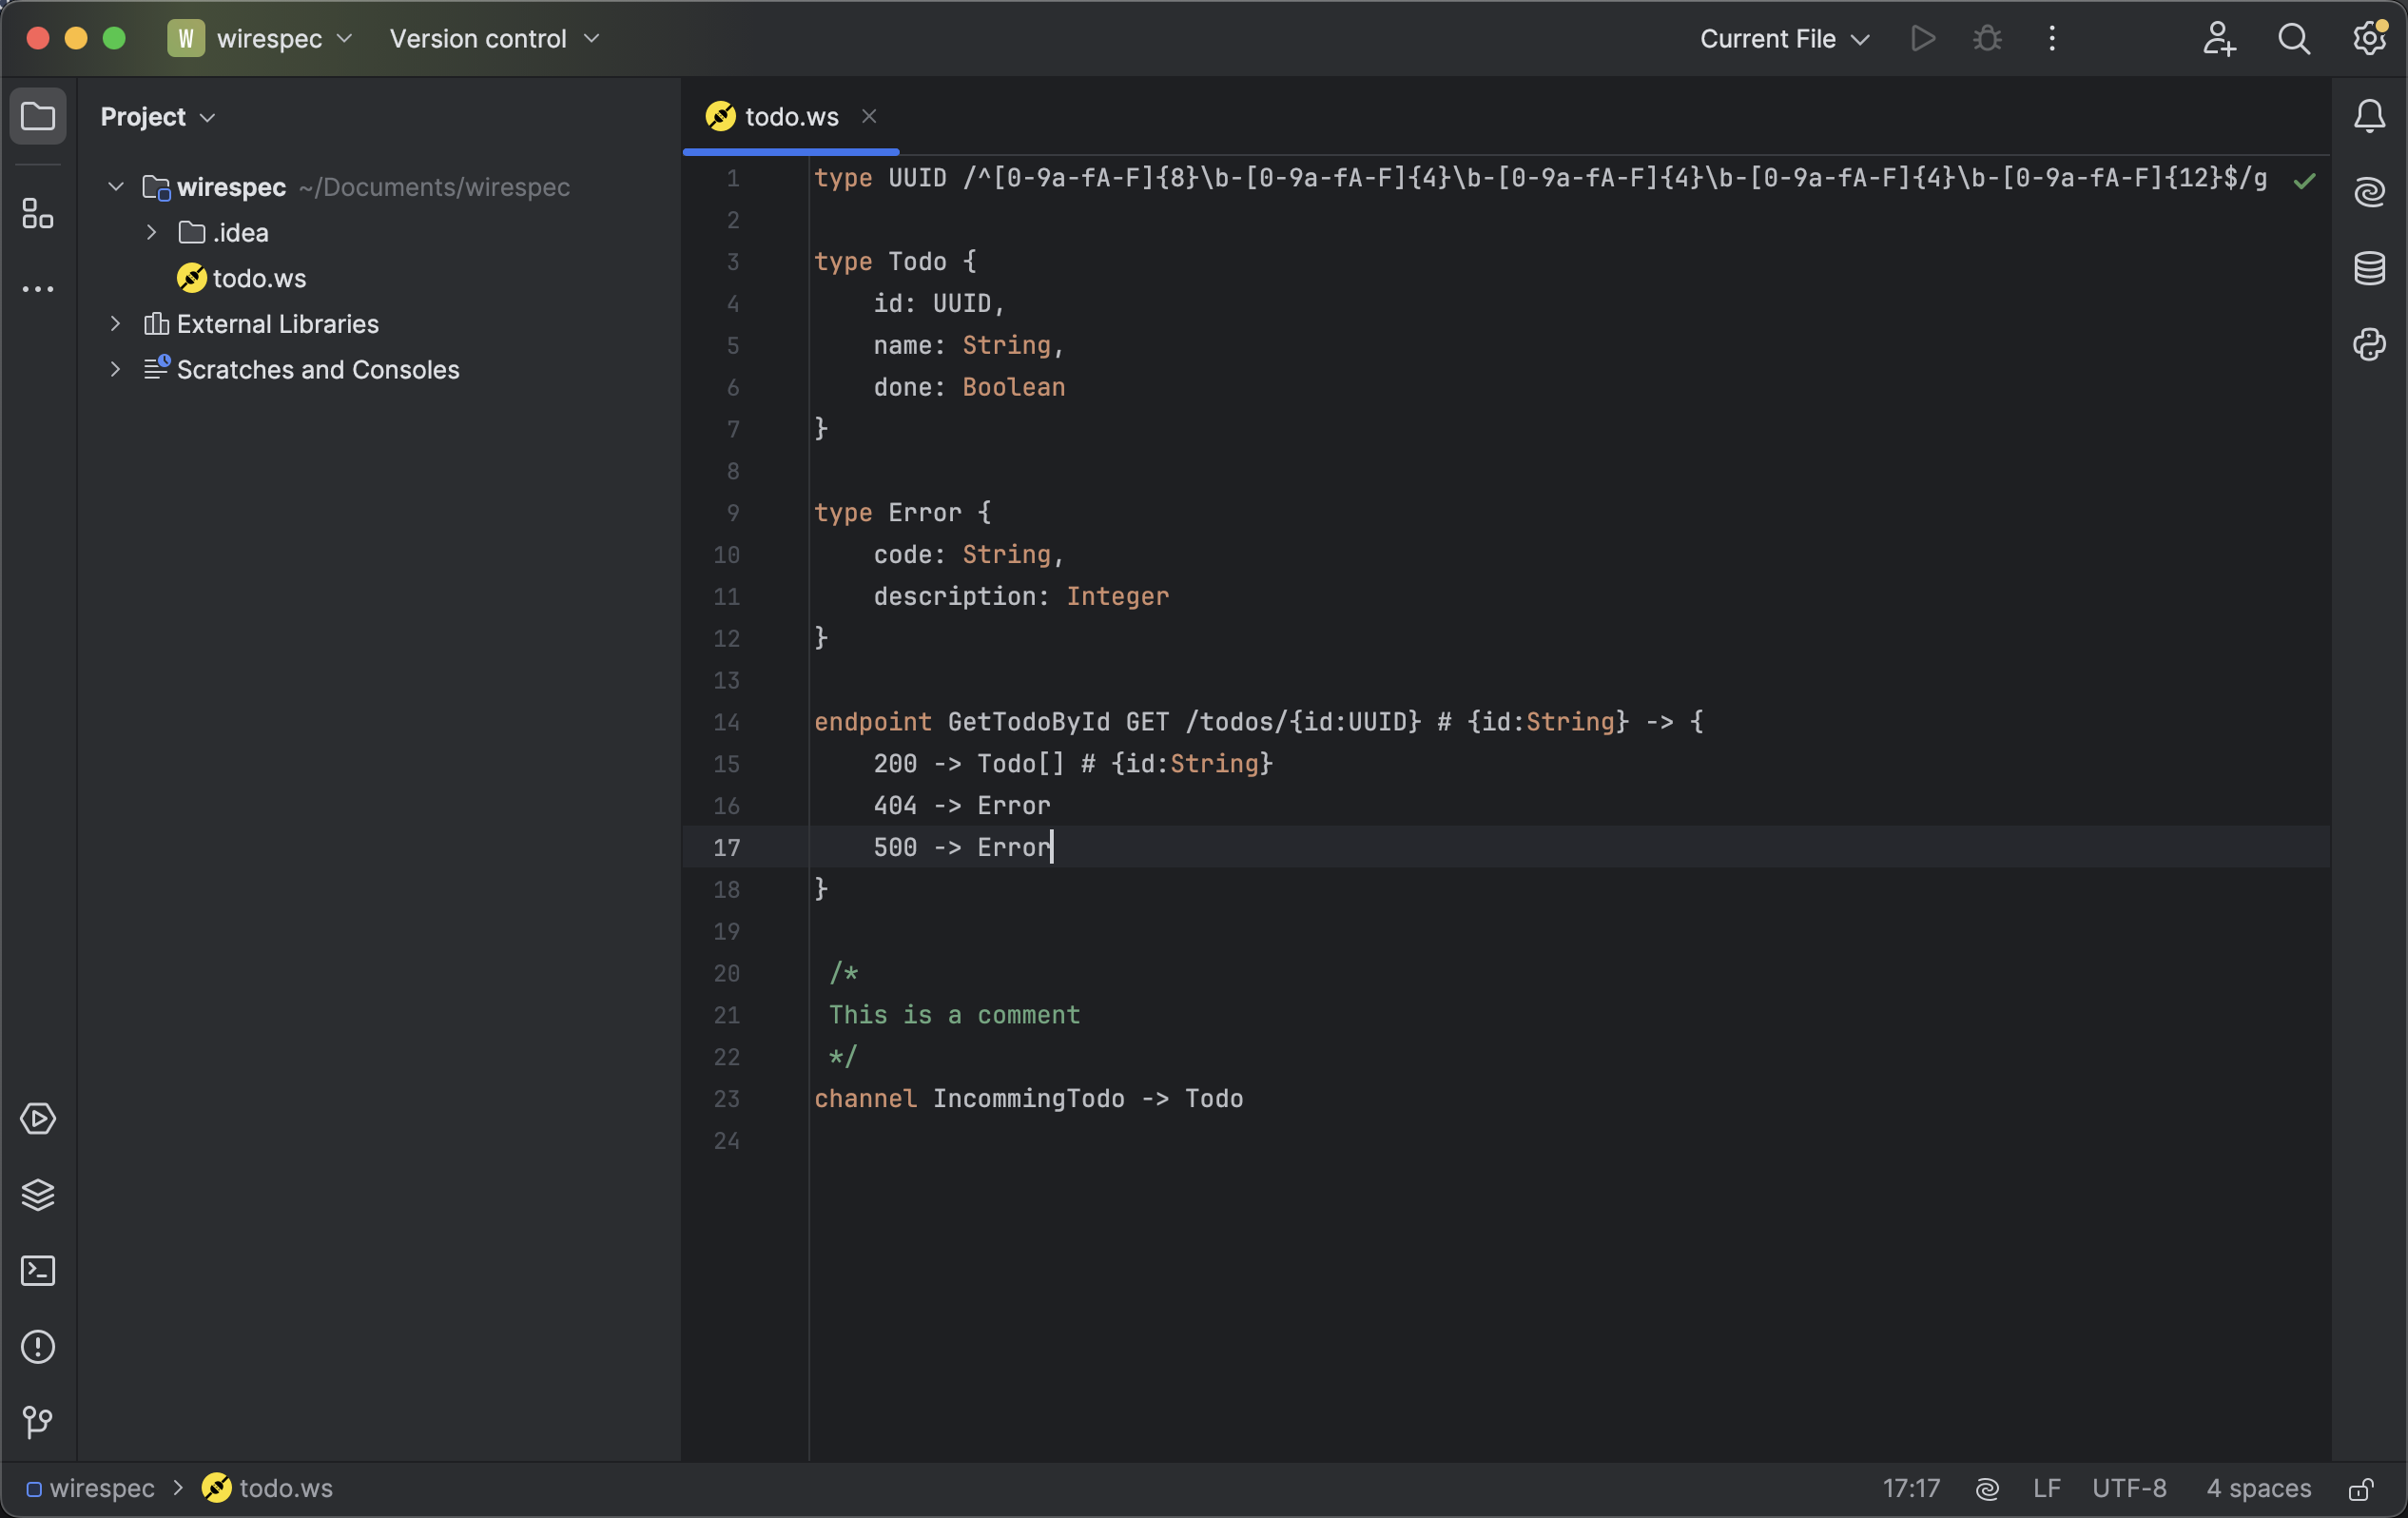 W wirespec Version control Current File
Project
wirespec ~/Documents/wirespec
.idea
todo.ws
External Libraries
Scratches and Consoles
todo.ws
1 type UUID /^[0-9a-fA-F]{8}\b-[0-9a-fA-F]{4}\b-[0-9a-fA-F]{4}\b-[0-9a-fA-F]{4}\b-[0-9a-fA-F]{12}$/g
2
3 type Todo {
4     id: UUID,
5     name: String,
6     done: Boolean
7 }
8
9 type Error {
10     code: String,
11     description: Integer
12 }
13
14 endpoint GetTodoById GET /todos/{id:UUID} # {id:String} -> {
15     200 -> Todo[] # {id:String}
16     404 -> Error
17     500 -> Error
18 }
19
20  /*
21  This is a comment
22  */
23 channel IncommingTodo -> Todo
24
wirespec todo.ws 17:17 LF UTF-8 4 spaces